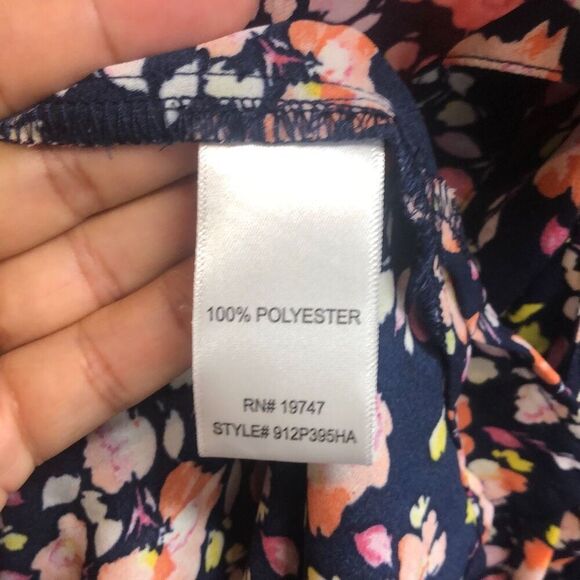 100% POLYESTER
RN# 19747
STYLE# 912P395HA